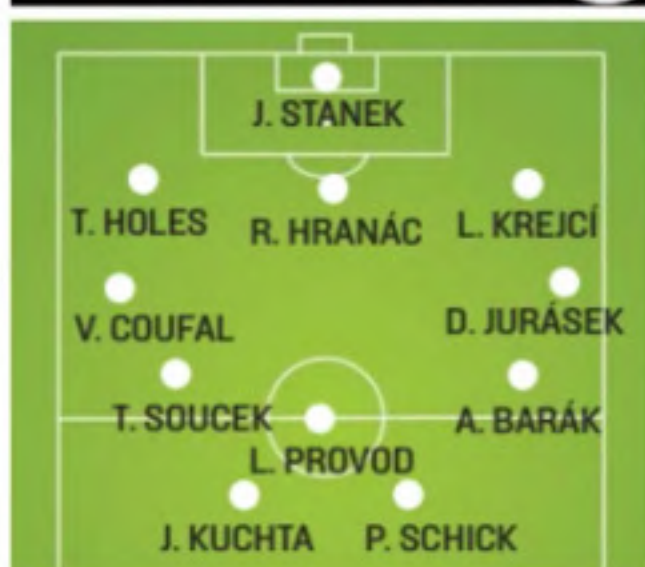 J. STANEK
T. HOLES R. HRANÁC L. KREJCÍ
V. COUFAL D. JURÁSEK
T. SOUCEK A. BARÁK
L. PROVOD
J. KUCHTA P. SCHICK